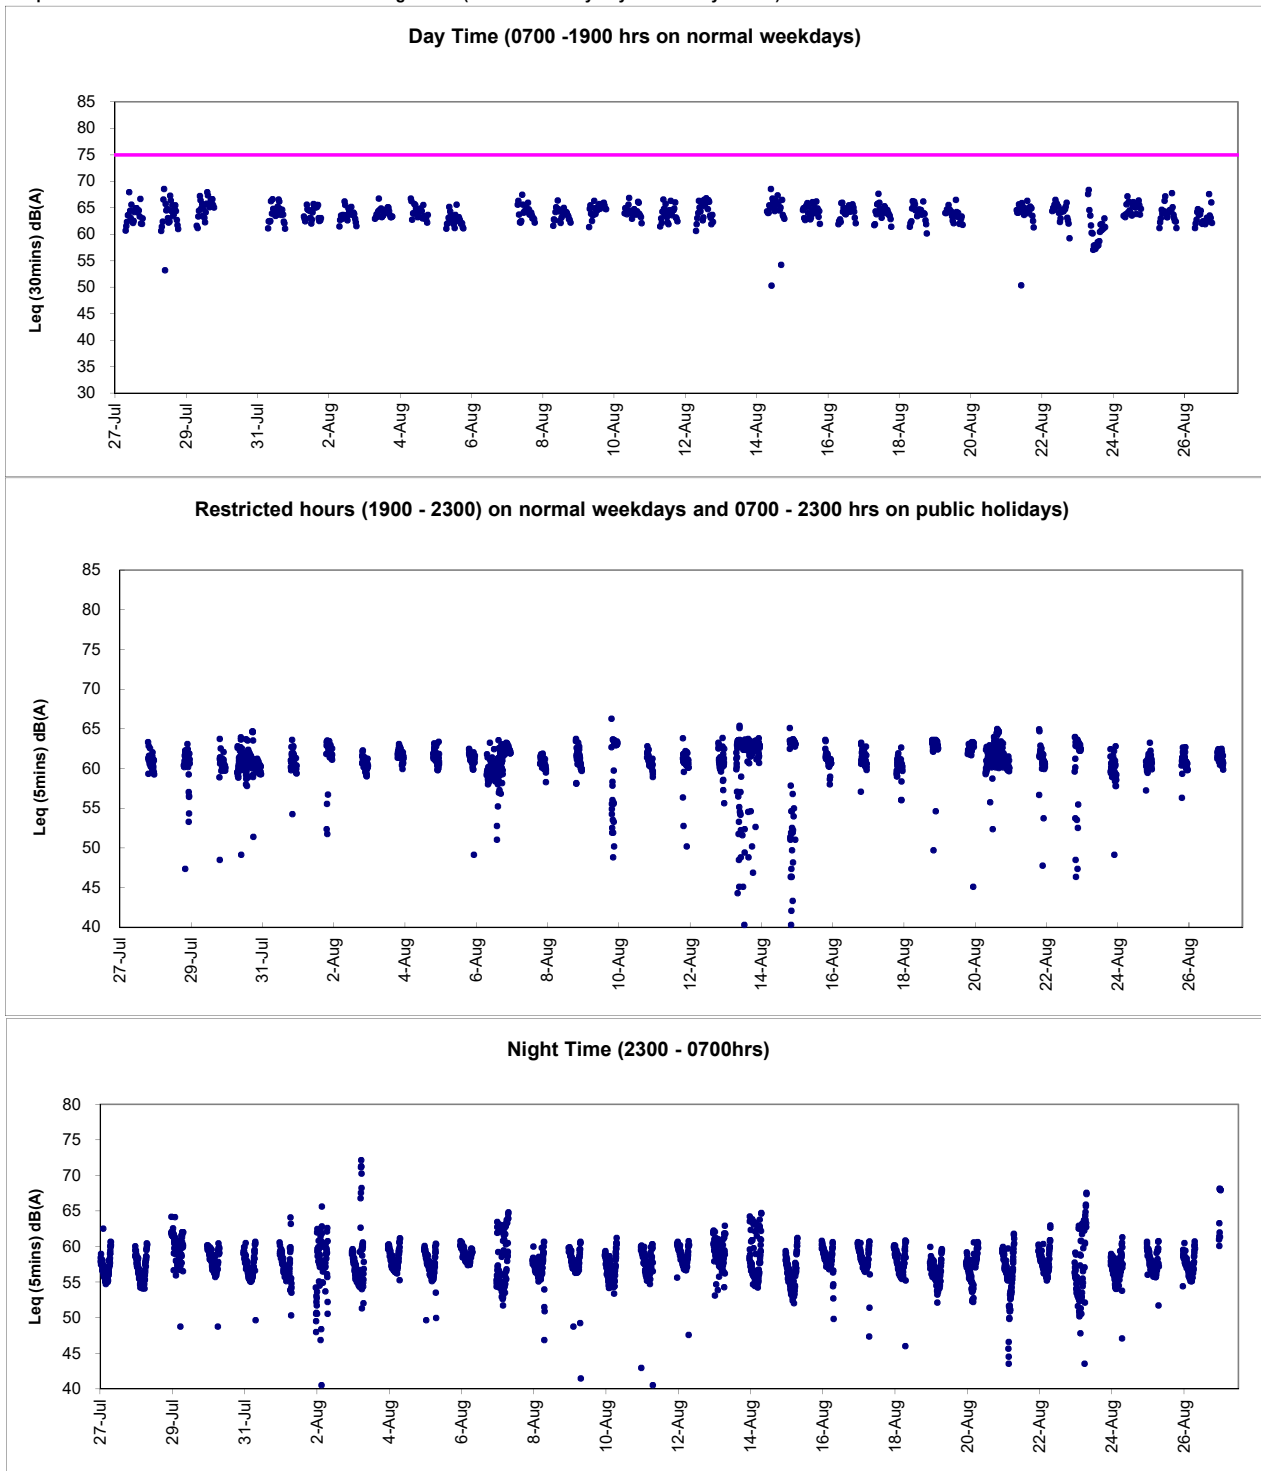 Day Time (0700 -1900 hrs on normal weekdays)
Leq (30mins) dB(A)
85
80
75
70
65
60
55
50
45
40
35
30
27-Jul
29-Jul
31-Jul
2-Aug
4-Aug
6-Aug
8-Aug
10-Aug
12-Aug
14-Aug
16-Aug
18-Aug
20-Aug
22-Aug
24-Aug
26-Aug
Restricted hours (1900 - 2300) on normal weekdays and 0700 - 2300 hrs on public holidays)
Leq (5mins) dB(A)
85
80
75
70
65
60
55
50
45
40
27-Jul
29-Jul
31-Jul
2-Aug
4-Aug
6-Aug
8-Aug
10-Aug
12-Aug
14-Aug
16-Aug
18-Aug
20-Aug
22-Aug
24-Aug
26-Aug
Night Time (2300 - 0700hrs)
Leq (5mins) dB(A)
80
75
70
65
60
55
50
45
40
27-Jul
29-Jul
31-Jul
2-Aug
4-Aug
6-Aug
8-Aug
10-Aug
12-Aug
14-Aug
16-Aug
18-Aug
20-Aug
22-Aug
24-Aug
26-Aug